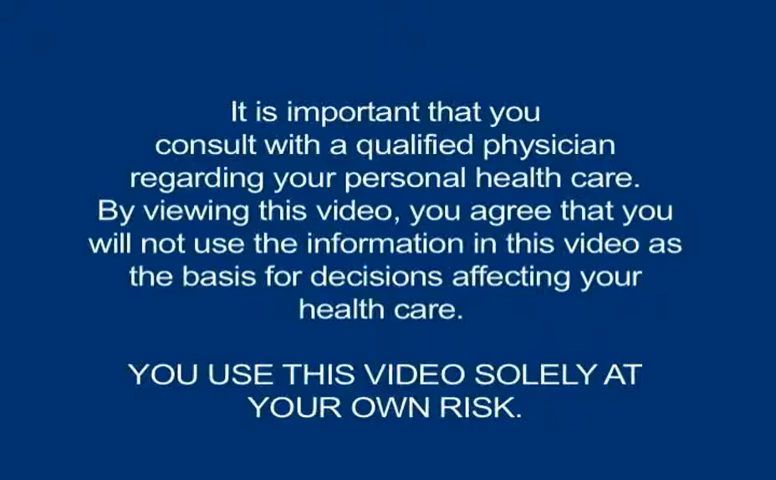 It is important that you
consult with a qualified physician
regarding your personal health care.
By viewing this video, you agree that you
will not use the information in this video as
the basis for decisions affecting your
health care.
YOU USE THIS VIDEO SOLELY AT
YOUR OWN RISK.